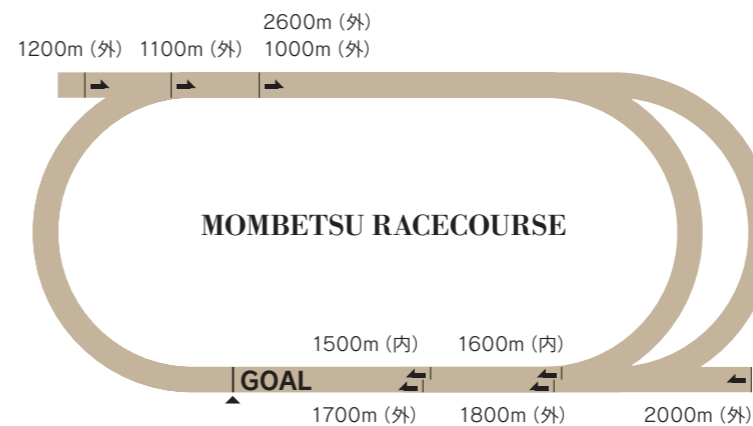 2600m (外)
1200m (外) 1100m (外) 1000m (外)
MOMBETSU RACECOURSE
1500m (内) 1600m (内)
GOAL
1700m (外) 1800m (外) 2000m (外)